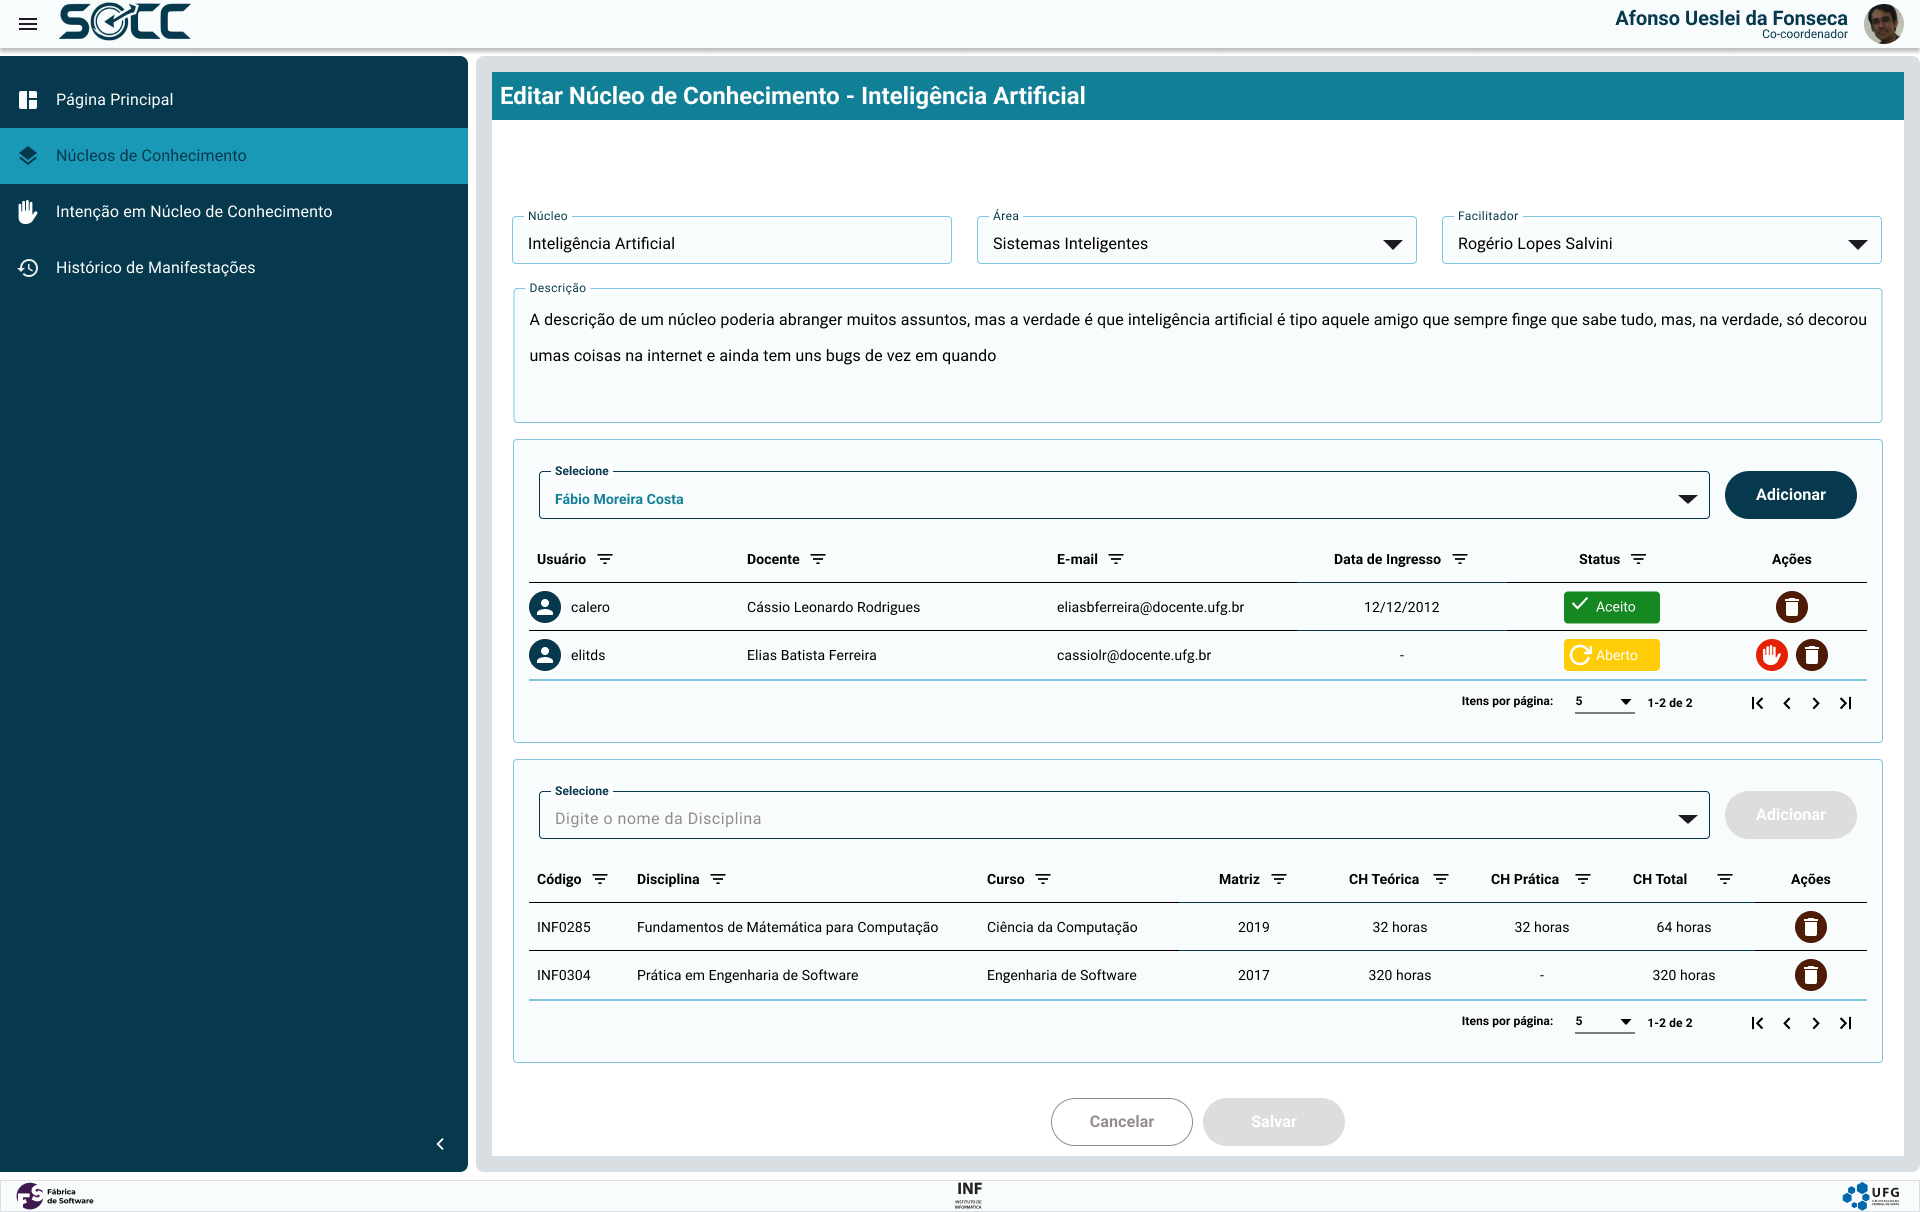 SOCC
Afonso Ueslei da Fonseca
Co-coordenador
Página Principal
Núcleos de Conhecimento
Intenção em Núcleo de Conhecimento
Histórico de Manifestações
Editar Núcleo de Conhecimento - Inteligência Artificial
Núcleo
Inteligência Artificial
Área
Sistemas Inteligentes
Facilitador
Rogério Lopes Salvini
Descrição
A descrição de um núcleo poderia abranger muitos assuntos, mas a verdade é que inteligência artificial é tipo aquele amigo que sempre finge que sabe tudo, mas, na verdade, só decorou
umas coisas na internet e ainda tem uns bugs de vez em quando
Selecione
Fábio Moreira Costa
Adicionar
Usuário Docente E-mail Data de Ingresso Status Ações
calero Cássio Leonardo Rodrigues eliasbferreira@docente.ufg.br 12/12/2012 Aceito
elitds Elias Batista Ferreira cassiolr@docente.ufg.br - Aberto
Itens por página: 5 1-2 de 2
Selecione
Digite o nome da Disciplina
Adicionar
Código Disciplina Curso Matriz CH Teórica CH Prática CH Total Ações
INF0285 Fundamentos de Mátemática para Computação Ciência da Computação 2019 32 horas 32 horas 64 horas
INF0304 Prática em Engenharia de Software Engenharia de Software 2017 320 horas - 320 horas
Itens por página: 5 1-2 de 2
Cancelar Salvar
FS Fábrica
de Software
INF
INSTITUTO DE
INFORMÁTICA
UFG
UNIVERSIDADE
FEDERAL DE GOIÁS